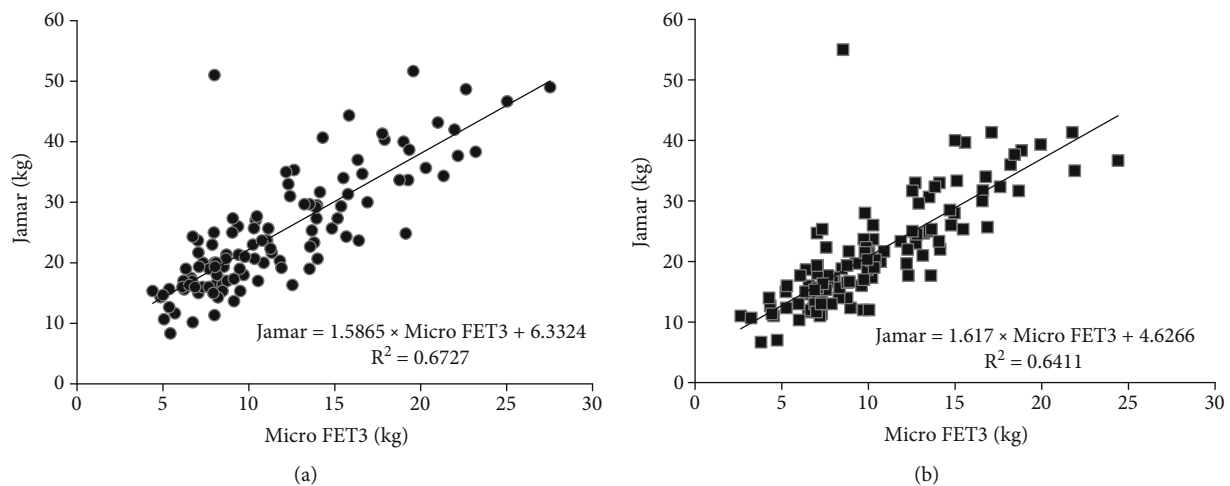 60
50
40
30
20
10
0
Jamar (kg)
Jamar = 1.5865 × Micro FET3 + 6.3324
R² = 0.6727
0 5 10 15 20 25 30
Micro FET3 (kg)
(a)
60
50
40
30
20
10
0
Jamar (kg)
Jamar = 1.617 × Micro FET3 + 4.6266
R² = 0.6411
0 5 10 15 20 25 30
Micro FET3 (kg)
(b)